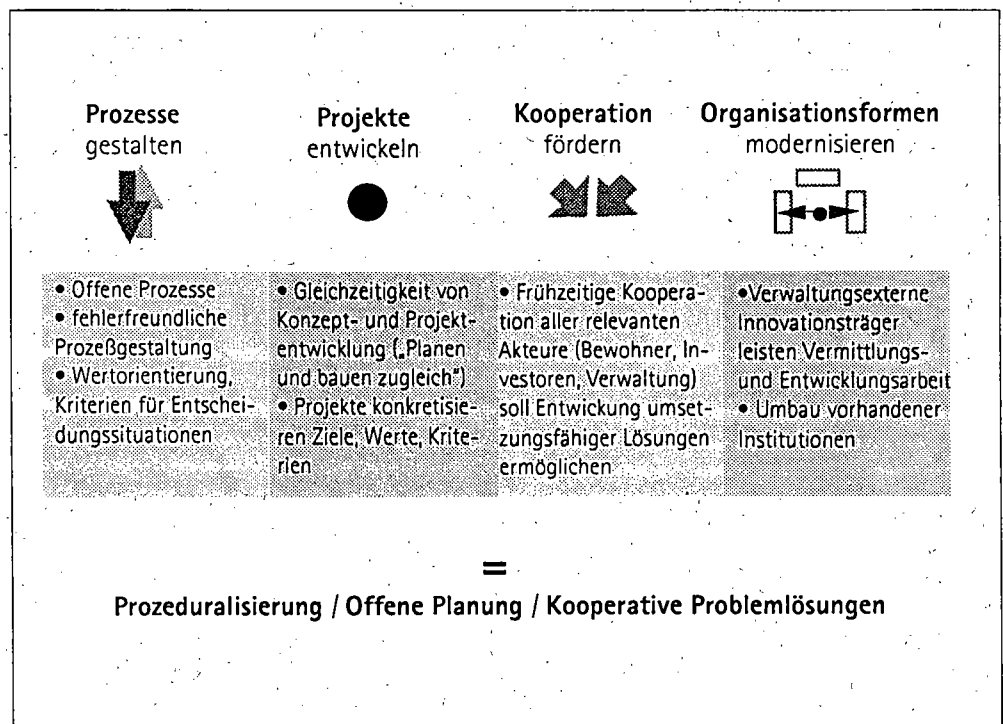 Prozesse
gestalten
Projekte
entwickeln
Kooperation
fördern
Organisationsformen
modernisieren
• Offene Prozesse
• fehlerfreundliche
Prozeßgestaltung
• Wertorientierung,
Kriterien für Entschei-
dungssituationen
• Gleichzeitigkeit von
Konzept- und Projekt-
entwicklung („Planen
und bauen zugleich")
• Projekte konkretisie-
ren Ziele, Werte, Krite-
rien
• Frühzeitige Koopera-
tion aller relevanten
Akteure (Bewohner, In-
vestoren, Verwaltung)
soll Entwickung umset-
zungsfähiger Lösungen
ermöglichen
•Verwaltungsexterne
Innovationsträger
leisten Vermittlungs-
und Entwicklungsarbeit
• Umbau vorhandener
Institutionen
=
Prozeduralisierung / Offene Planung / Kooperative Problemlösungen